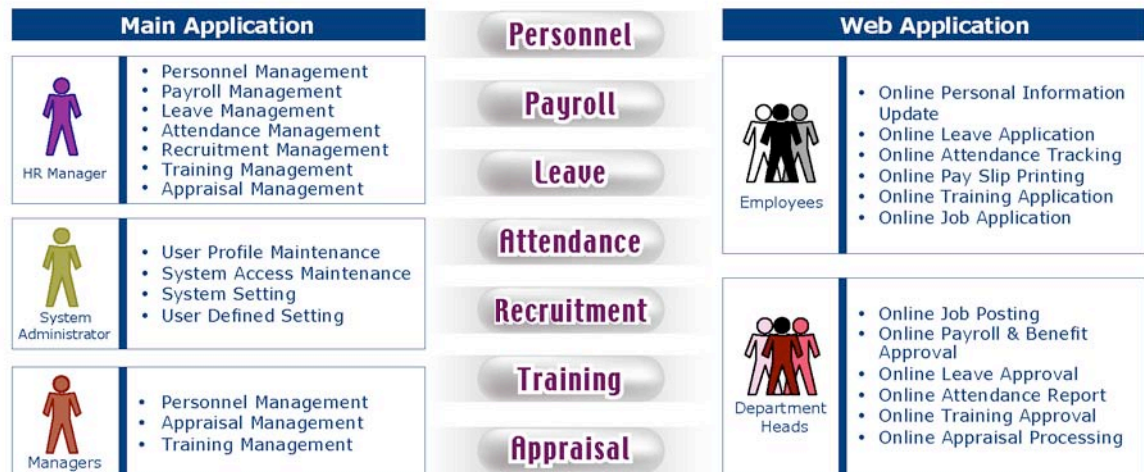 Main Application
HR Manager
• Personnel Management
• Payroll Management
• Leave Management
• Attendance Management
• Recruitment Management
• Training Management
• Appraisal Management
System
Administrator
• User Profile Maintenance
• System Access Maintenance
• System Setting
• User Defined Setting
Managers
• Personnel Management
• Appraisal Management
• Training Management
Personnel
Payroll
Leave
Attendance
Recruitment
Training
Appraisal
Web Application
Employees
• Online Personal Information
Update
• Online Leave Application
• Online Attendance Tracking
• Online Pay Slip Printing
• Online Training Application
• Online Job Application
Department
Heads
• Online Job Posting
• Online Payroll & Benefit
Approval
• Online Leave Approval
• Online Attendance Report
• Online Training Approval
• Online Appraisal Processing